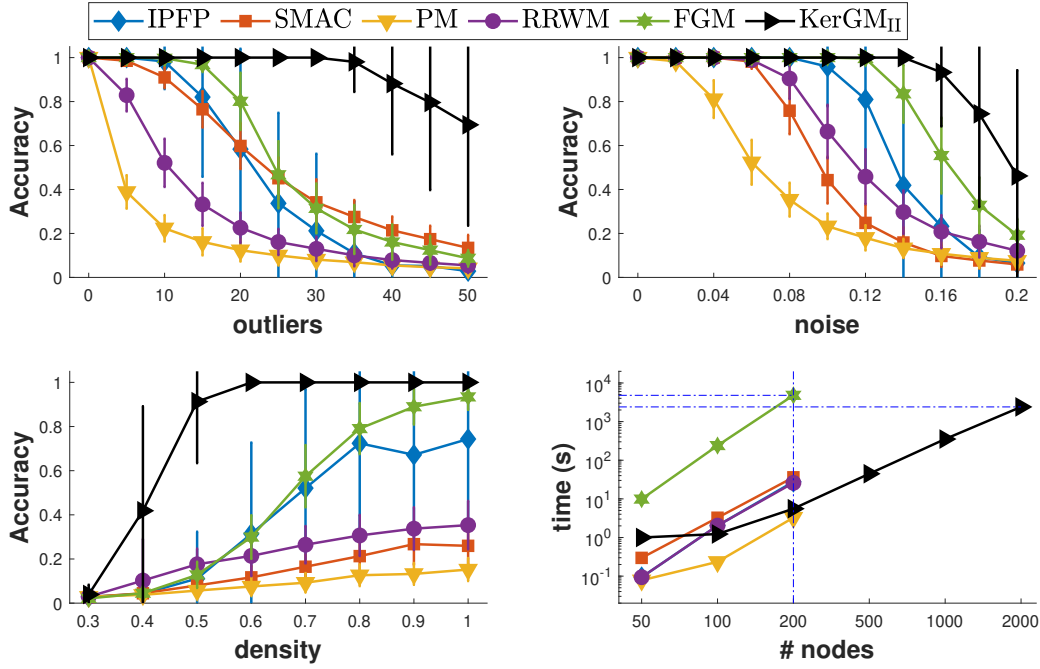 IPFP SMAC PM RRWM FGM KerGM_II
Accuracy
1
0.8
0.6
0.4
0.2
0
0 10 20 30 40 50
outliers
Accuracy
1
0.8
0.6
0.4
0.2
0
0 0.04 0.08 0.12 0.16 0.2
noise
Accuracy
1
0.8
0.6
0.4
0.2
0
0.3 0.4 0.5 0.6 0.7 0.8 0.9 1
density
time (s)
10^4
10^3
10^2
10^1
10^0
10^-1
50 100 200 500 1000 2000
# nodes